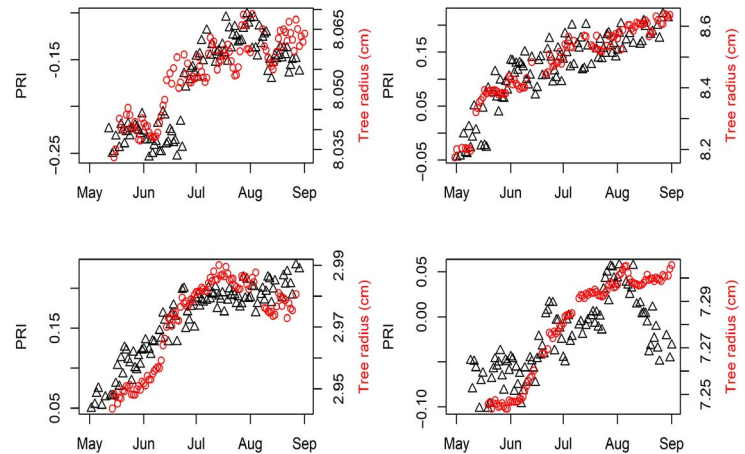 PRI
−0.25
−0.15
8.035
8.050
8.065
Tree radius (cm)
May
Jun
Jul
Aug
Sep
PRI
−0.05
0.05
0.15
8.2
8.4
8.6
Tree radius (cm)
May
Jun
Jul
Aug
Sep
PRI
0.05
0.15
2.95
2.97
2.99
Tree radius (cm)
May
Jun
Jul
Aug
Sep
PRI
−0.10
0.00
0.05
7.25
7.27
7.29
Tree radius (cm)
May
Jun
Jul
Aug
Sep